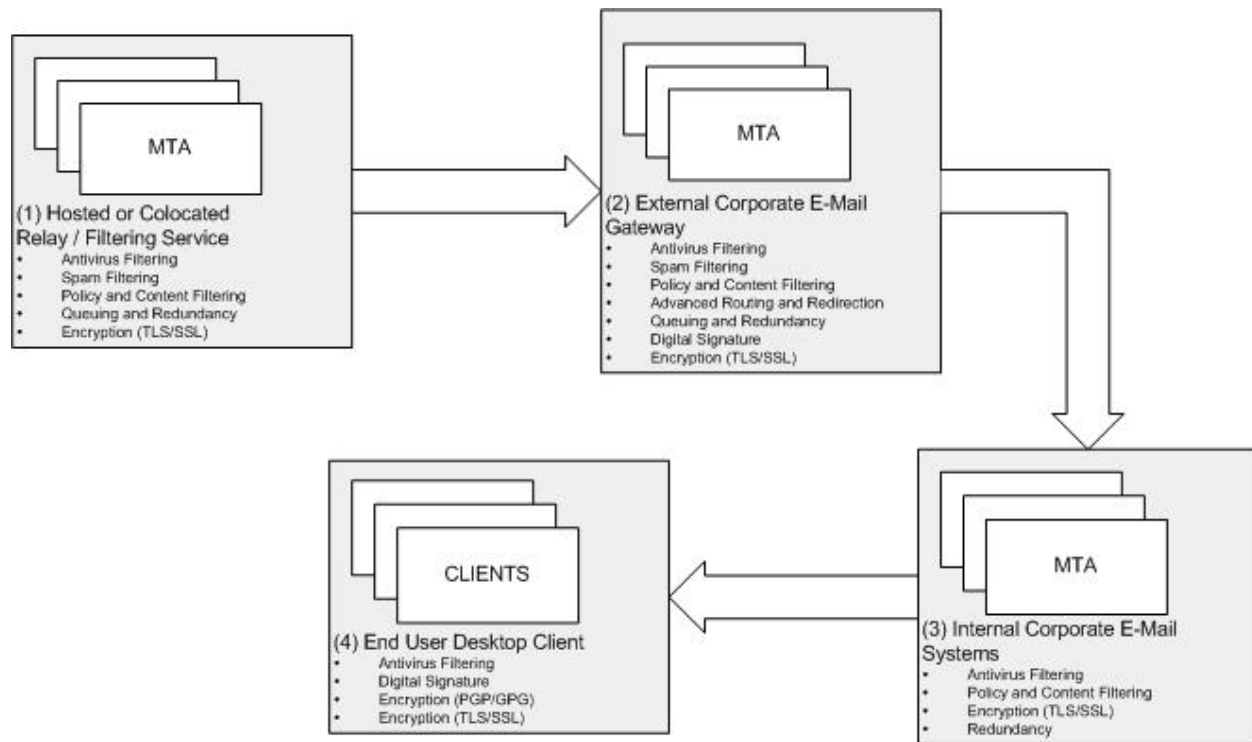 MTA
(1) Hosted or Colocated
Relay / Filtering Service
• Antivirus Filtering
• Spam Filtering
• Policy and Content Filtering
• Queuing and Redundancy
• Encryption (TLS/SSL)
MTA
(2) External Corporate E-Mail
Gateway
• Antivirus Filtering
• Spam Filtering
• Policy and Content Filtering
• Advanced Routing and Redirection
• Queuing and Redundancy
• Digital Signature
• Encryption (TLS/SSL)
MTA
(3) Internal Corporate E-Mail
Systems
• Antivirus Filtering
• Policy and Content Filtering
• Encryption (TLS/SSL)
• Redundancy
CLIENTS
(4) End User Desktop Client
• Antivirus Filtering
• Digital Signature
• Encryption (PGP/GPG)
• Encryption (TLS/SSL)